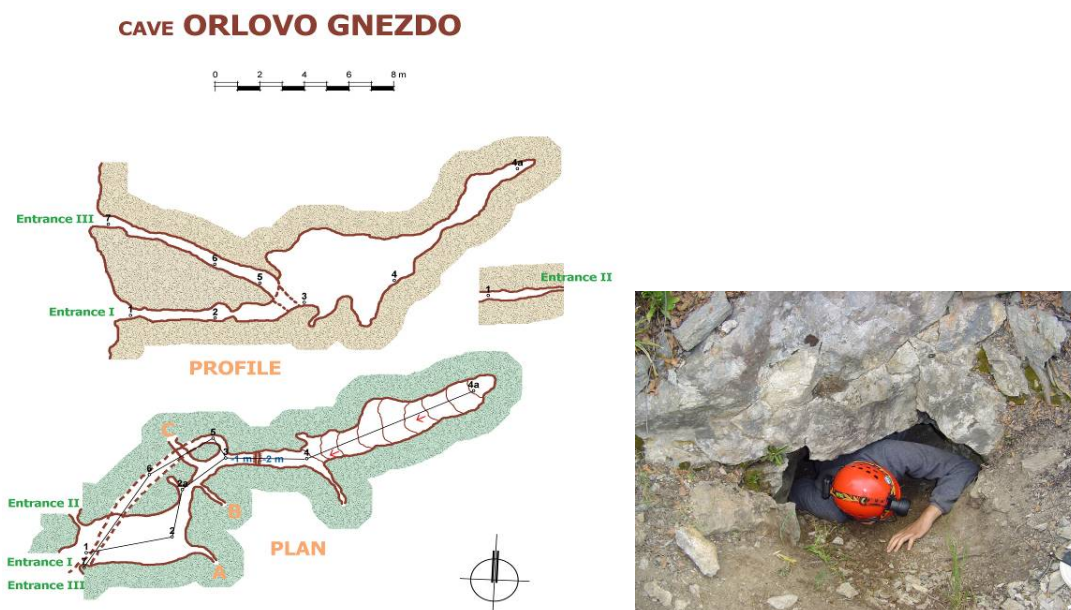 CAVE ORLOVO GNEZDO
0 2 4 6 8 m
4a
Entrance III
7
6
5
4
3
Entrance II
1
Entrance I
1
2
PROFILE
4a
C
5
3
-1 m
-2 m
4
6
2a
Entrance II
B
2
PLAN
1
Entrance I
7
A
Entrance III